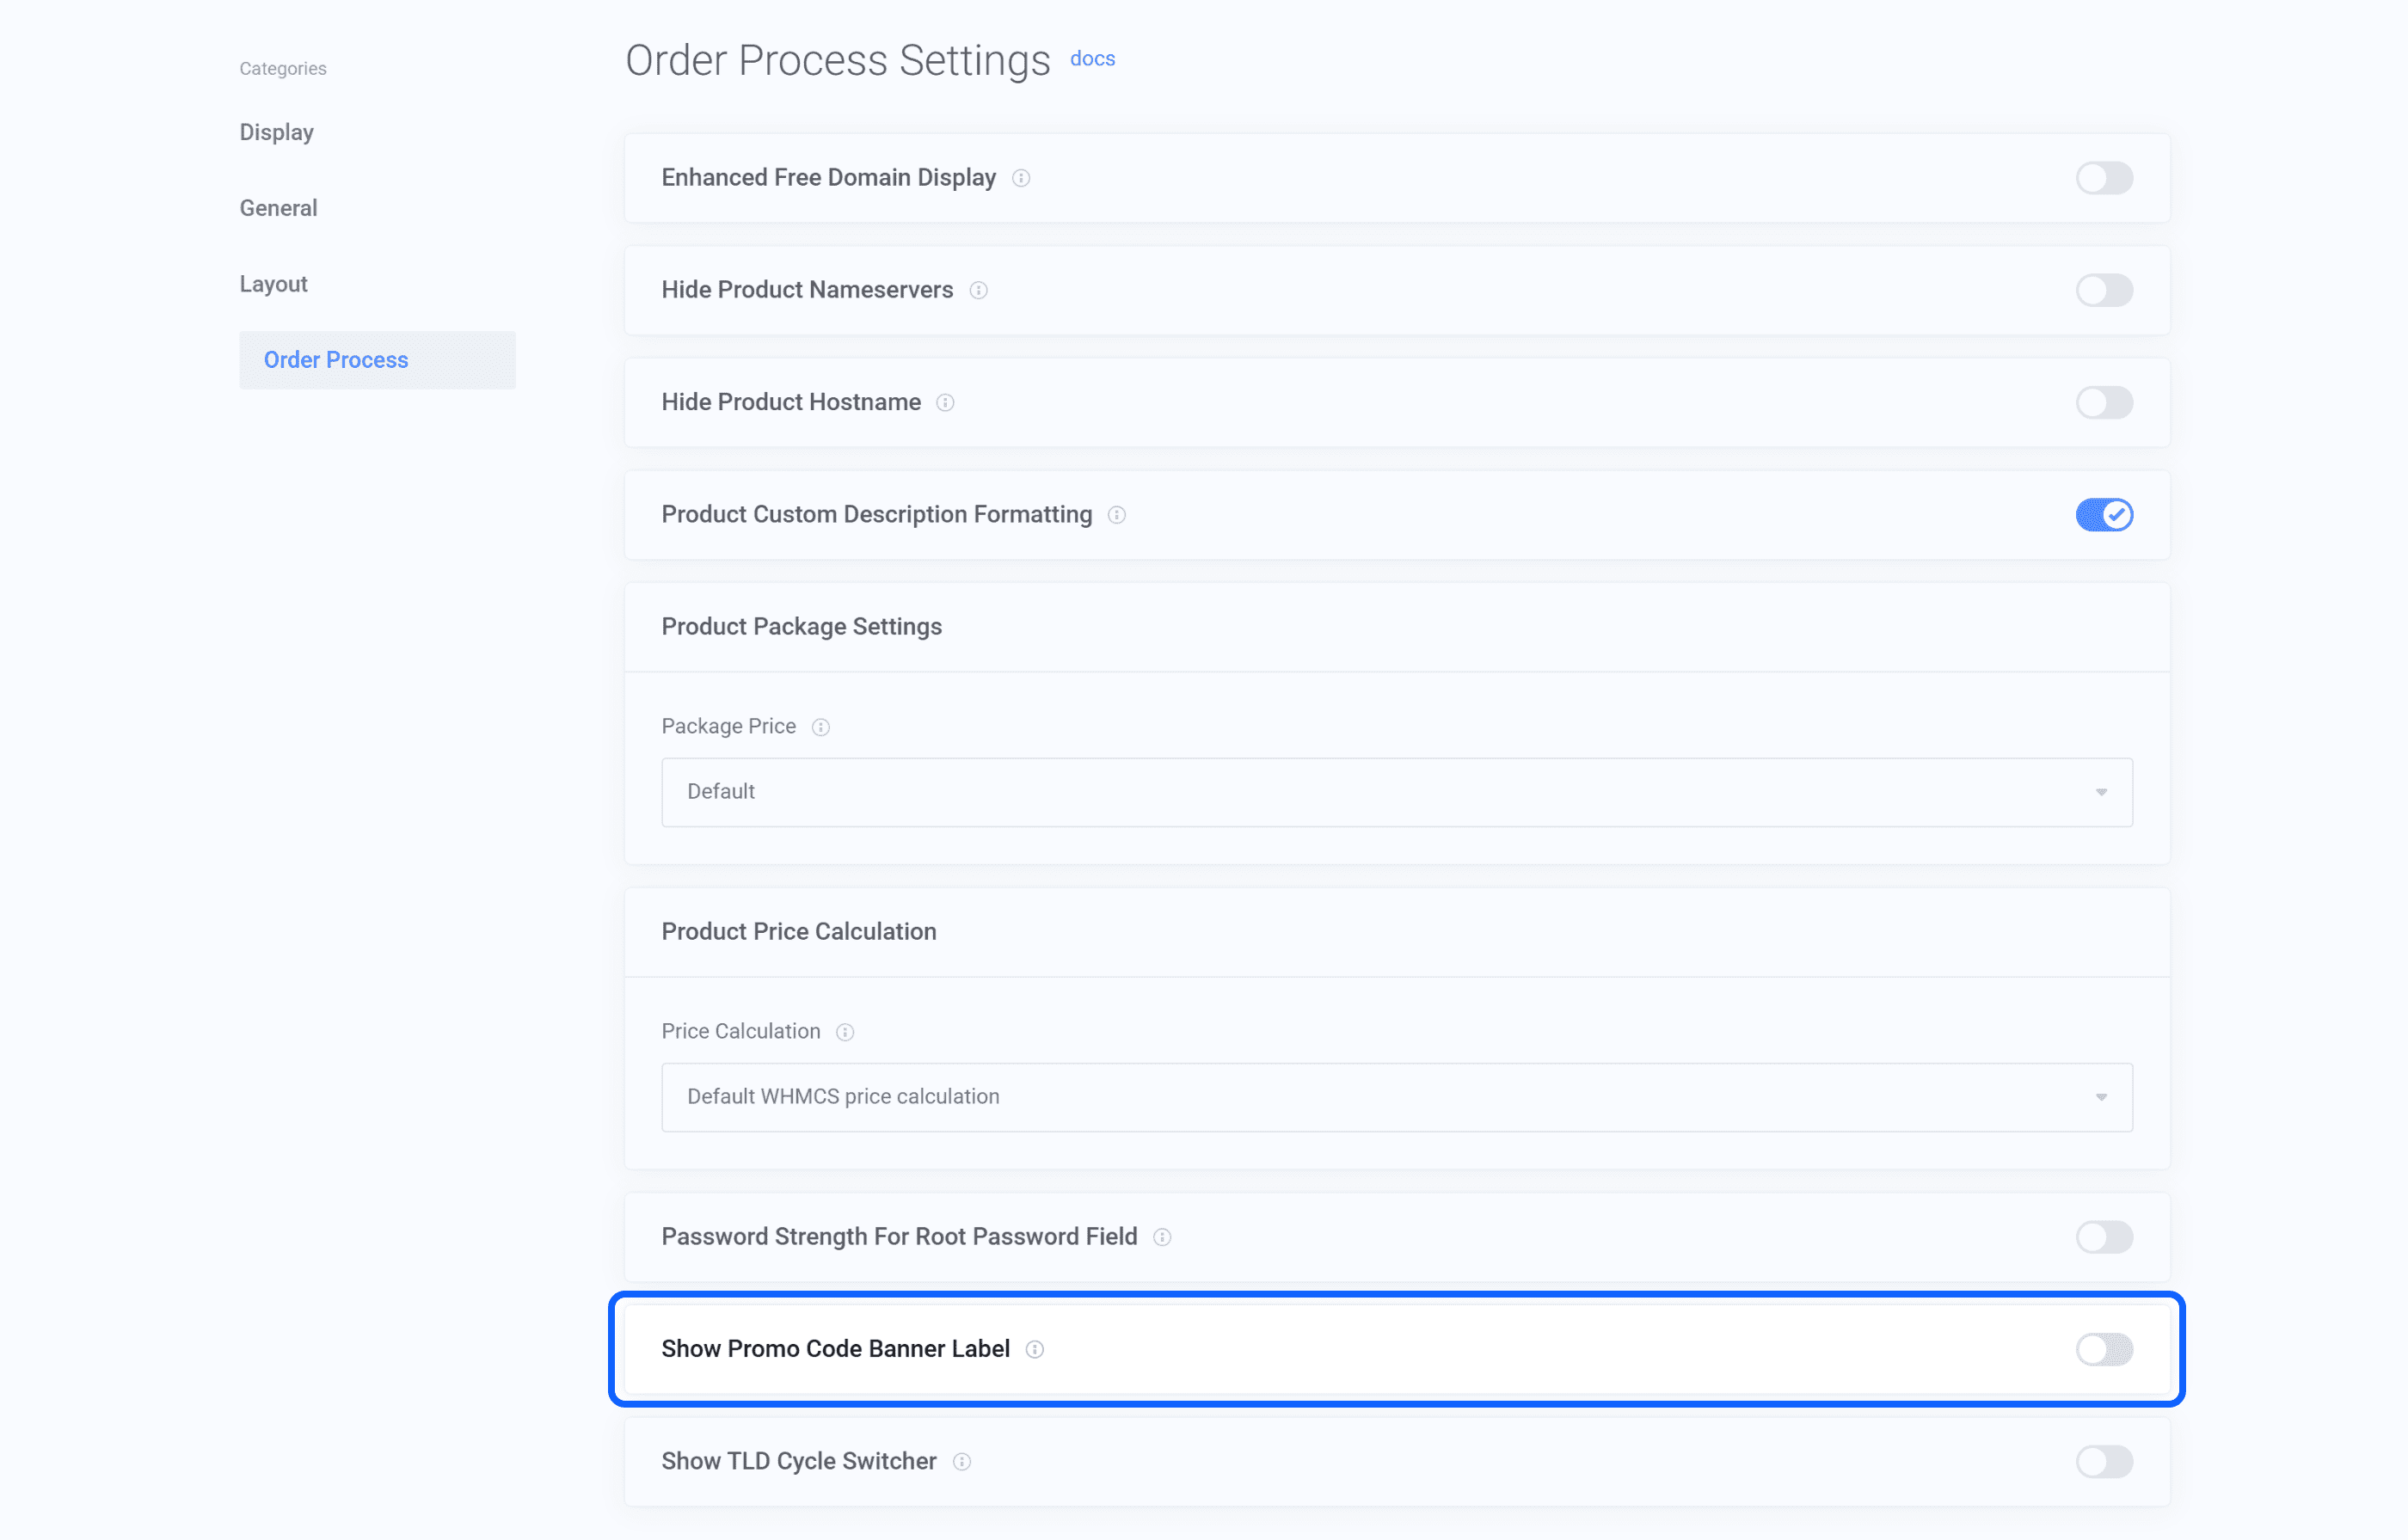 Categories
Display
General
Layout
Order Process
Order Process Settings docs
Enhanced Free Domain Display
Hide Product Nameservers
Hide Product Hostname
Product Custom Description Formatting
Product Package Settings
Package Price
Default
Product Price Calculation
Price Calculation
Default WHMCS price calculation
Password Strength For Root Password Field
Show Promo Code Banner Label
Show TLD Cycle Switcher